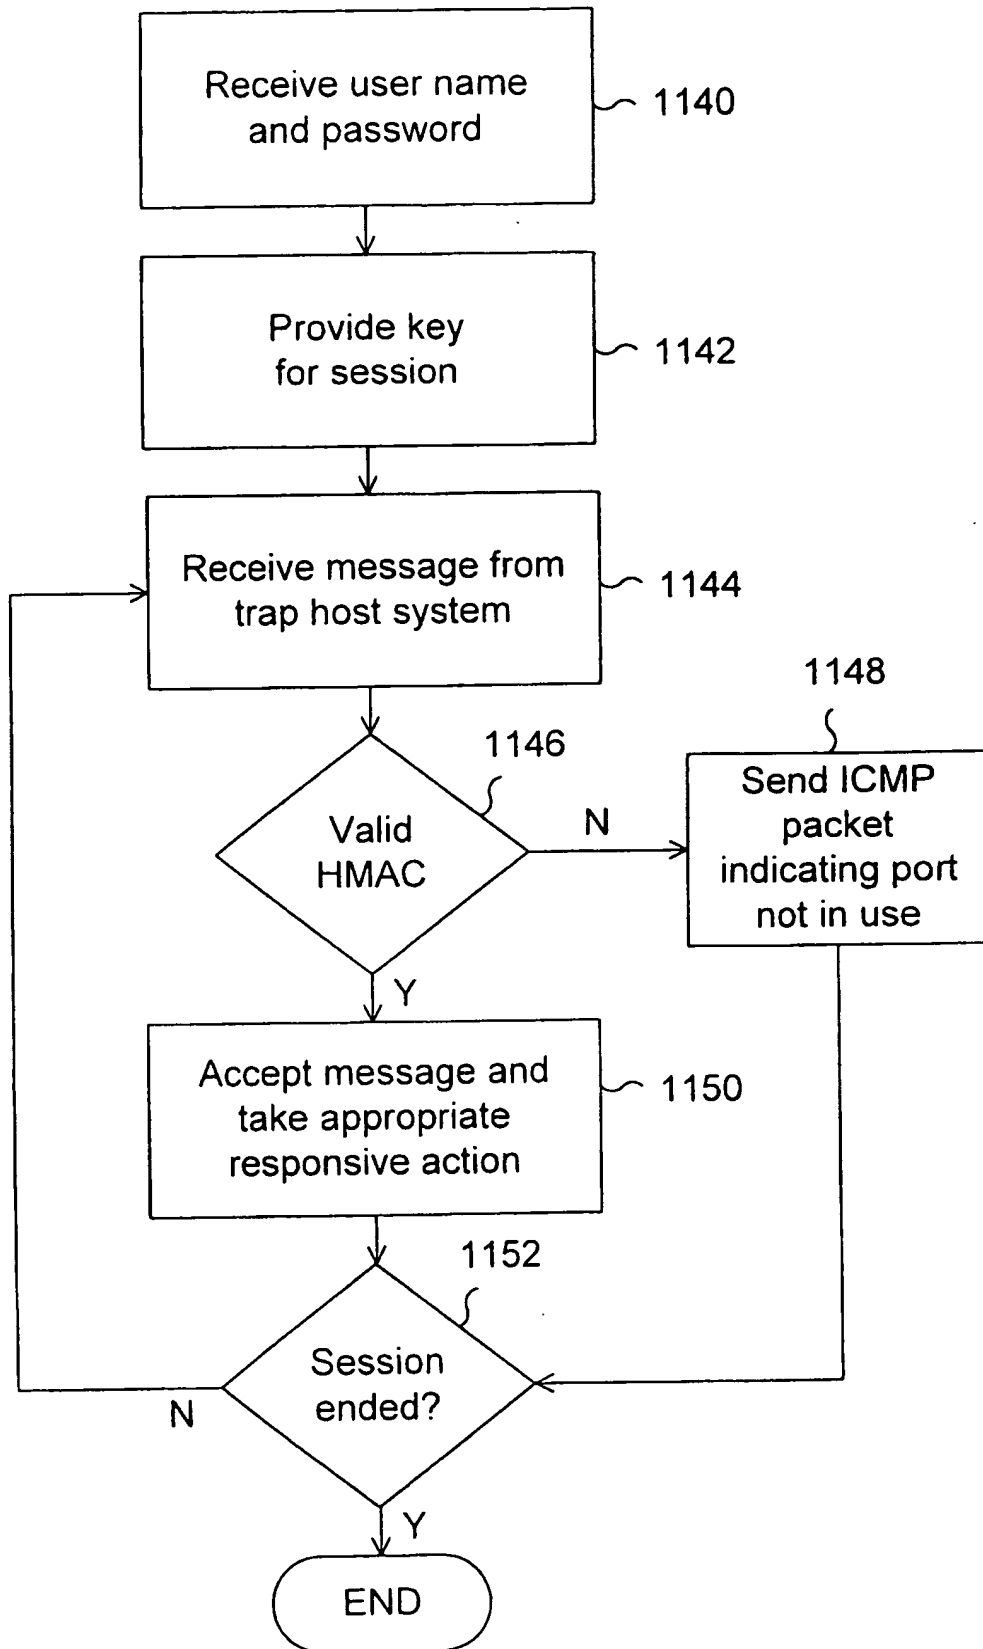 Receive user name
and password
1140
Provide key
for session
1142
Receive message from
trap host system
1144
1148
1146
Valid
HMAC
N
Send ICMP
packet
indicating port
not in use
Y
Accept message and
take appropriate
responsive action
1150
1152
Session
ended?
N
Y
END